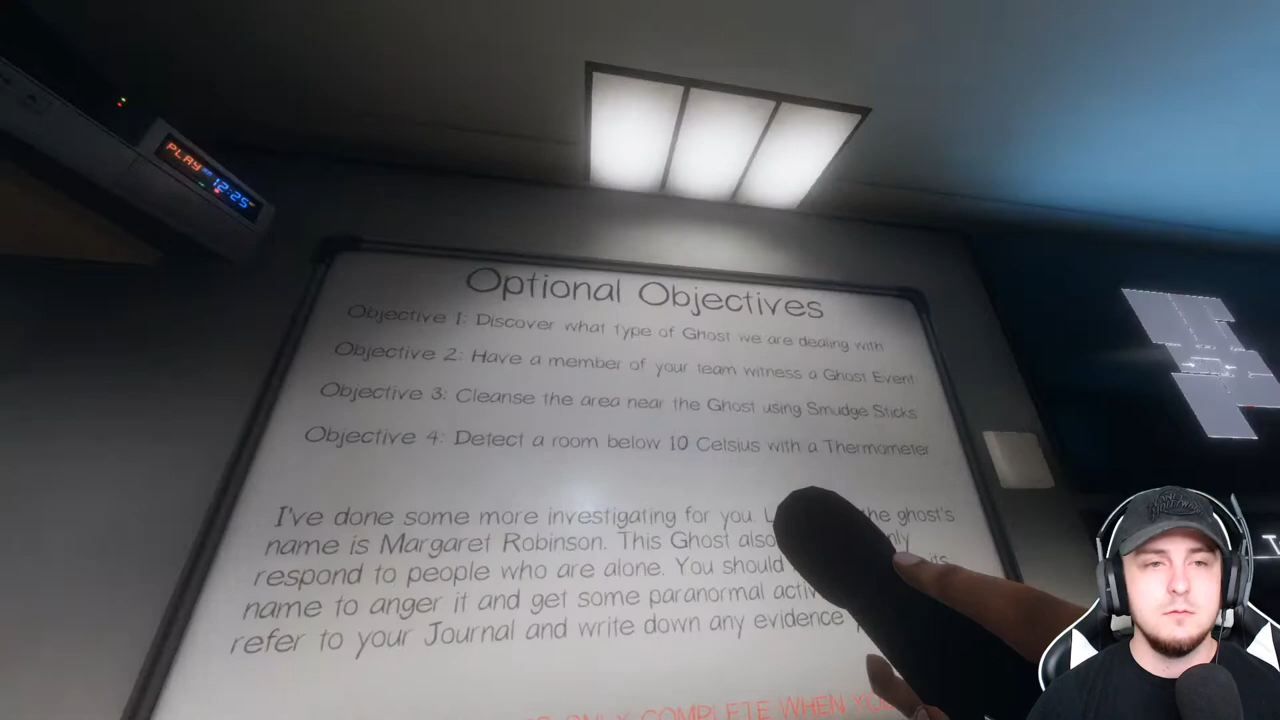 PLAY 12:25
Optional Objectives
Objective 1: Discover what type of Ghost we are dealing with
Objective 2: Have a member of your team witness a Ghost Event
Objective 3: Cleanse the area near the Ghost using Smudge Sticks
Objective 4: Detect a room below 10 Celsius with a Thermometer
I've done some more investigating for you. the ghost's
name is Margaret Robinson. This Ghost also
respond to people who are alone. You should its
name to anger it and get some paranormal
refer to your Journal and write down any evidence
ONLY COMPLETE WHEN